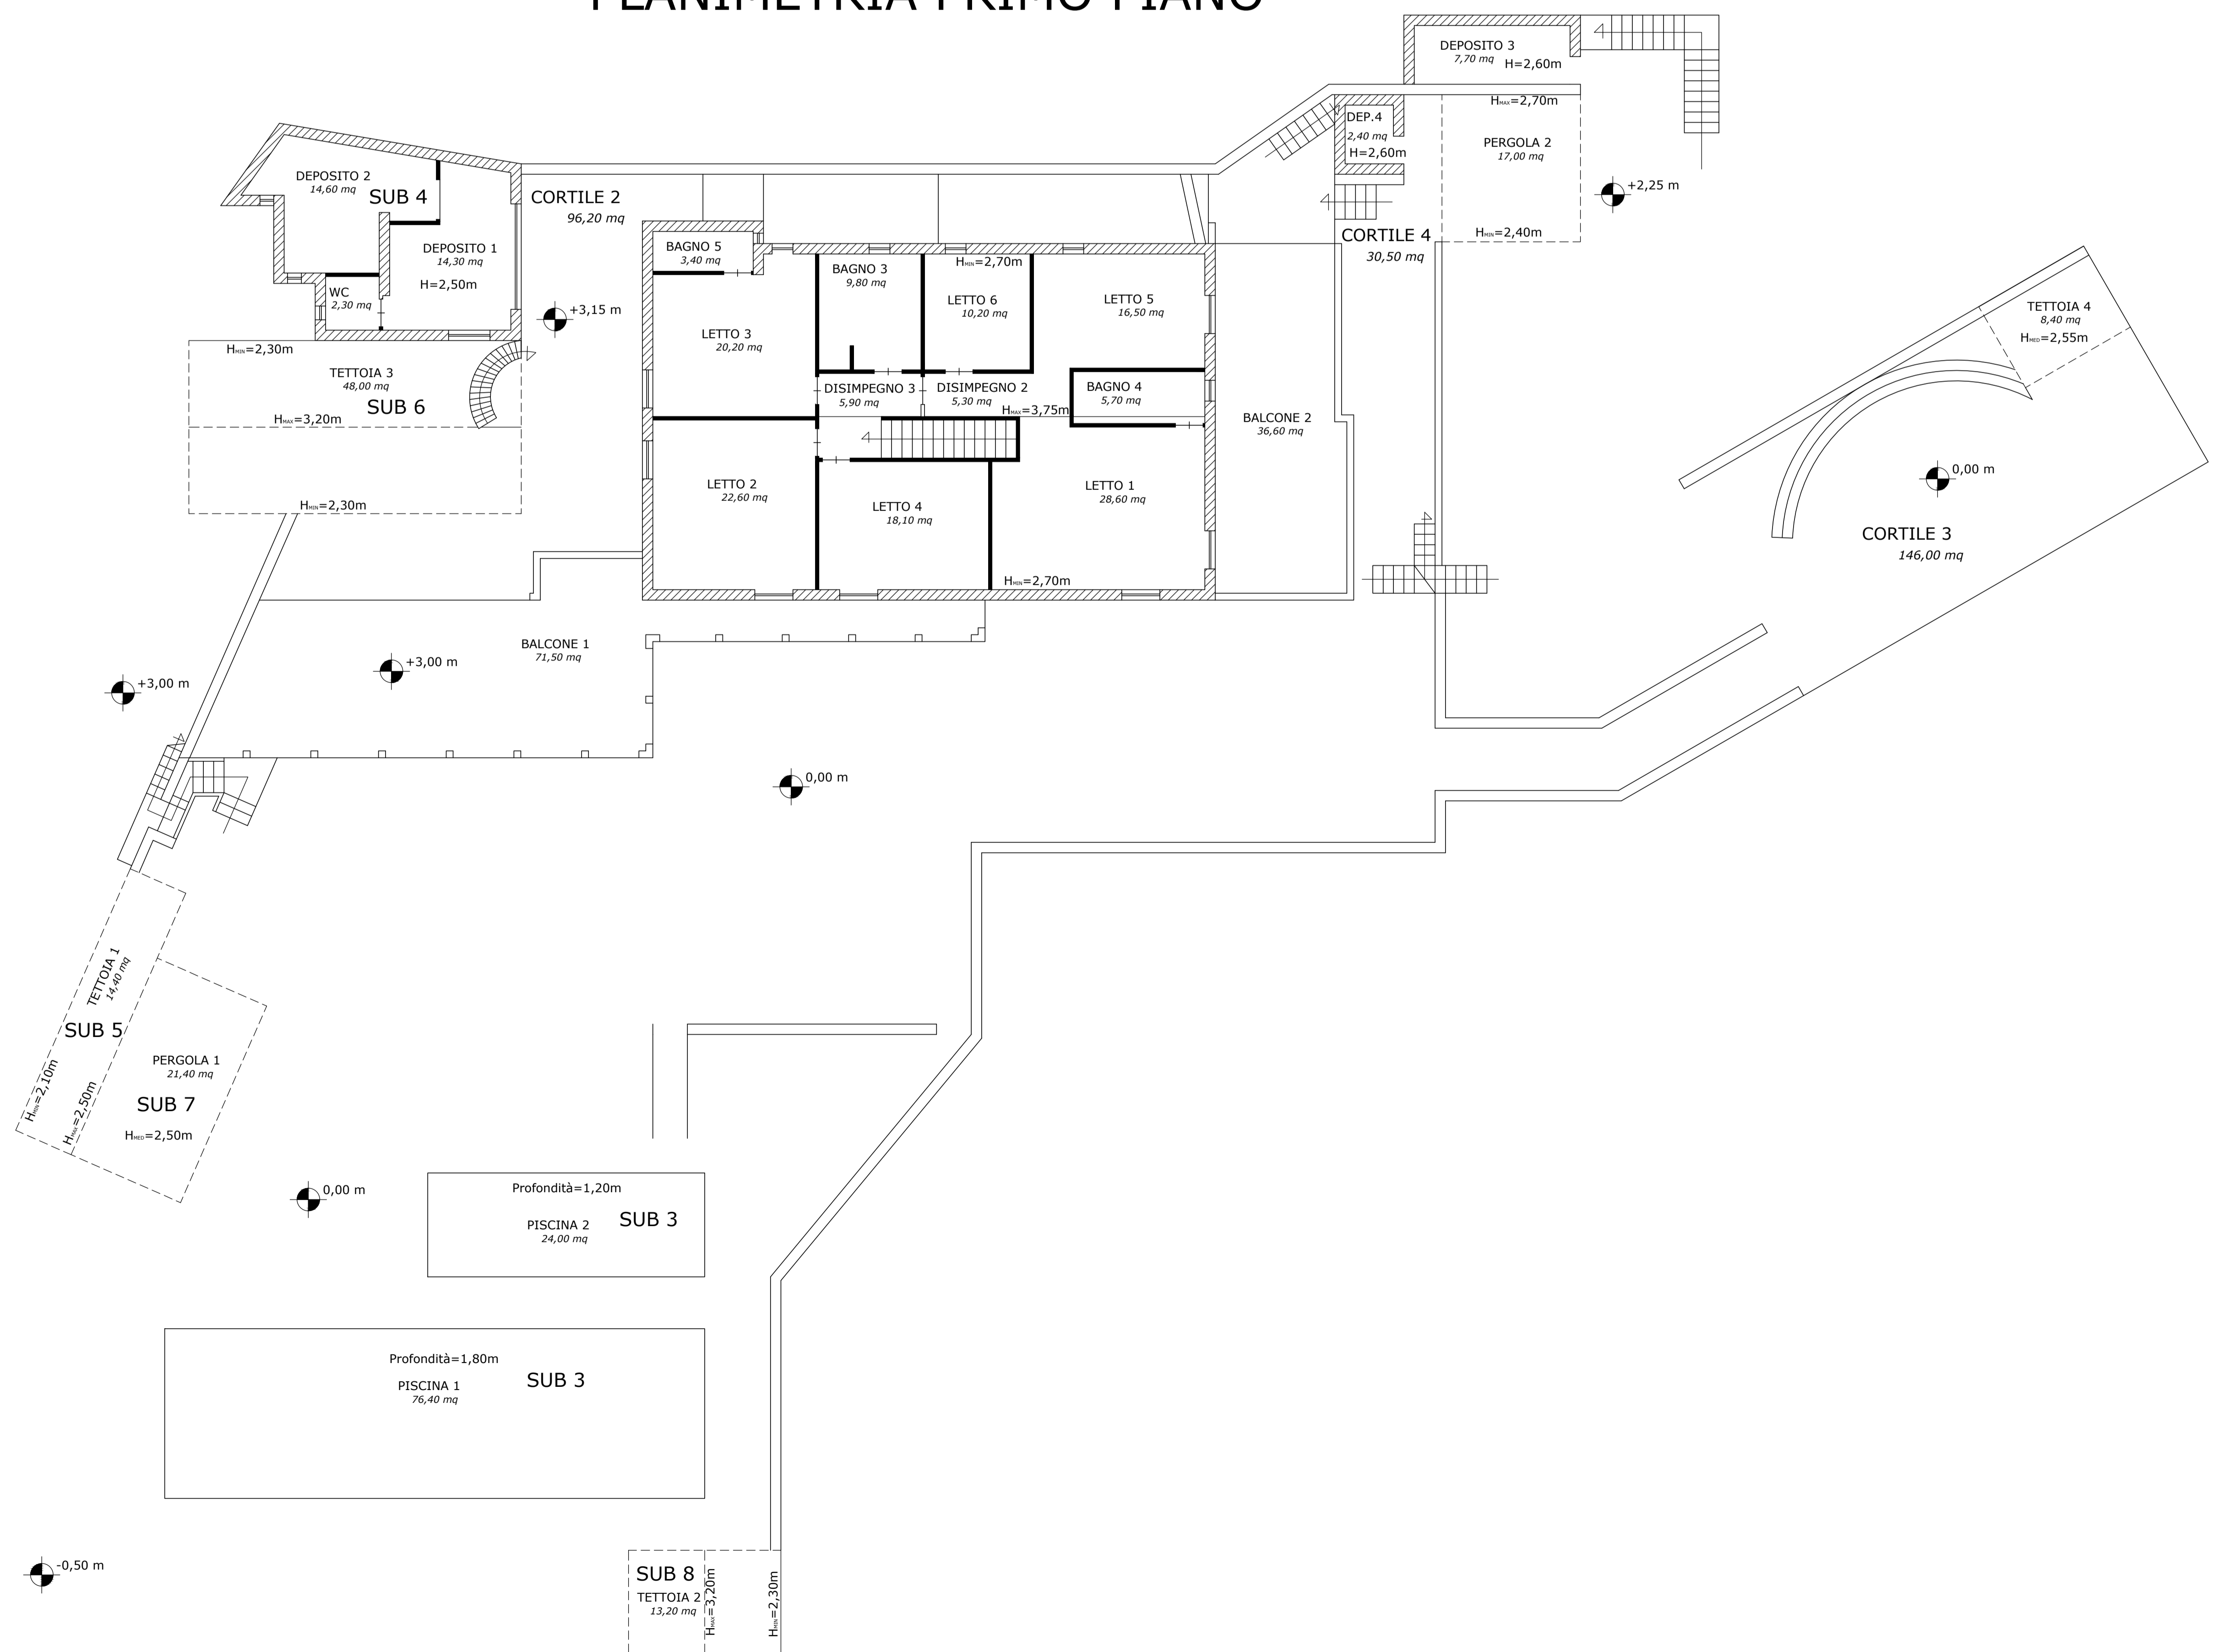 PLANIMETRIA PRIMO PIANO
DEPOSITO 3
7,70 mq
H=2,60m
HMAX=2,70m
DEP.4
2,40 mq
H=2,60m
PERGOLA 2
17,00 mq
HMIN=2,40m
+2,25 m
DEPOSITO 2
14,60 mq
SUB 4
CORTILE 2
96,20 mq
DEPOSITO 1
14,30 mq
H=2,50m
WC
2,30 mq
+3,15 m
BAGNO 5
3,40 mq
BAGNO 3
9,80 mq
HMIN=2,70m
LETTO 6
10,20 mq
LETTO 5
16,50 mq
CORTILE 4
30,50 mq
TETTOIA 4
8,40 mq
HMED=2,55m
LETTO 3
20,20 mq
HMIN=2,30m
TETTOIA 3
48,00 mq
SUB 6
HMAX=3,20m
HMIN=2,30m
DISIMPEGNO 3
5,90 mq
DISIMPEGNO 2
5,30 mq
HMAX=3,75m
BAGNO 4
5,70 mq
BALCONE 2
36,60 mq
LETTO 2
22,60 mq
LETTO 4
18,10 mq
LETTO 1
28,60 mq
HMIN=2,70m
0,00 m
CORTILE 3
146,00 mq
BALCONE 1
71,50 mq
+3,00 m
+3,00 m
0,00 m
TETTOIA 1
14,40 mq
SUB 5
HMIN=2,10m
HMAX=2,50m
PERGOLA 1
21,40 mq
SUB 7
HMED=2,50m
0,00 m
Profondità=1,20m
PISCINA 2
24,00 mq
SUB 3
Profondità=1,80m
PISCINA 1
76,40 mq
SUB 3
-0,50 m
SUB 8
TETTOIA 2
13,20 mq
HMAX=3,20m
HMIN=2,30m